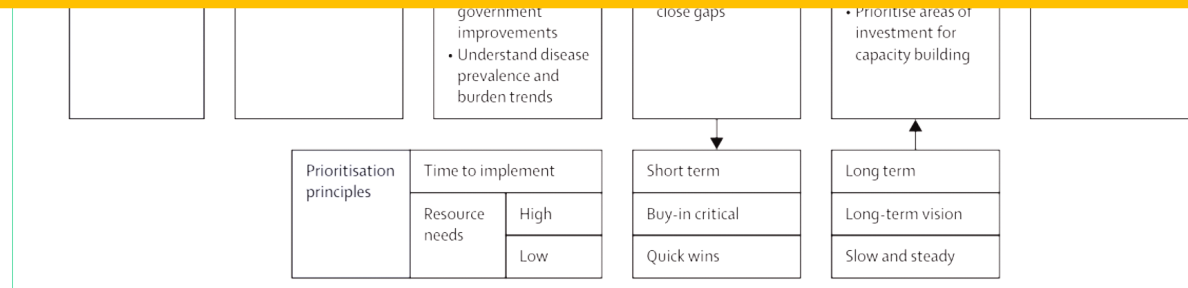 government
improvements
• Understand disease
prevalence and
burden trends
close gaps
• Prioritise areas of
investment for
capacity building
Prioritisation
principles
Time to implement
Resource
needs
High
Low
Short term
Buy-in critical
Quick wins
Long term
Long-term vision
Slow and steady